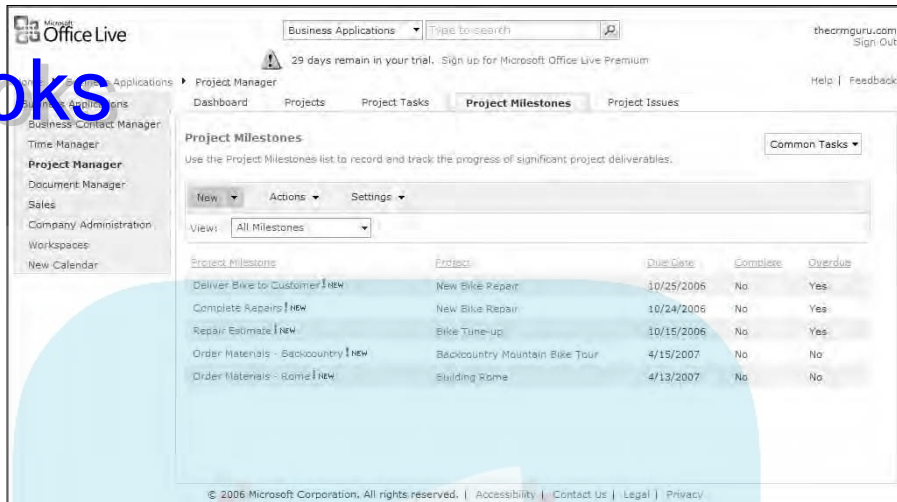 Microsoft
Office Live
Business Applications
Type to search
thecrmguru.com
Sign Out
29 days remain in your trial. Sign up for Microsoft Office Live Premium
oks
Applications
Project Manager
Help | Feedback
Business Applications
Business Contact Manager
Time Manager
Project Manager
Document Manager
Sales
Company Administration
Workspaces
New Calendar
Dashboard Projects Project Tasks Project Milestones Project Issues
Project Milestones
Common Tasks
Use the Project Milestones list to record and track the progress of significant project deliverables.
New Actions Settings
View: All Milestones
Project Milestone Project Due Date Complete Overdue
Deliver Bike to Customer ! NEW New Bike Repair 10/25/2006 No Yes
Complete Repairs ! NEW New Bike Repair 10/24/2006 No Yes
Repair Estimate ! NEW Bike Tune-up 10/15/2006 No Yes
Order Materials - Backcountry ! NEW Backcountry Mountain Bike Tour 4/15/2007 No No
Order Materials - Rome ! NEW Building Rome 4/13/2007 No No
© 2006 Microsoft Corporation. All rights reserved. | Accessibility | Contact Us | Legal | Privacy